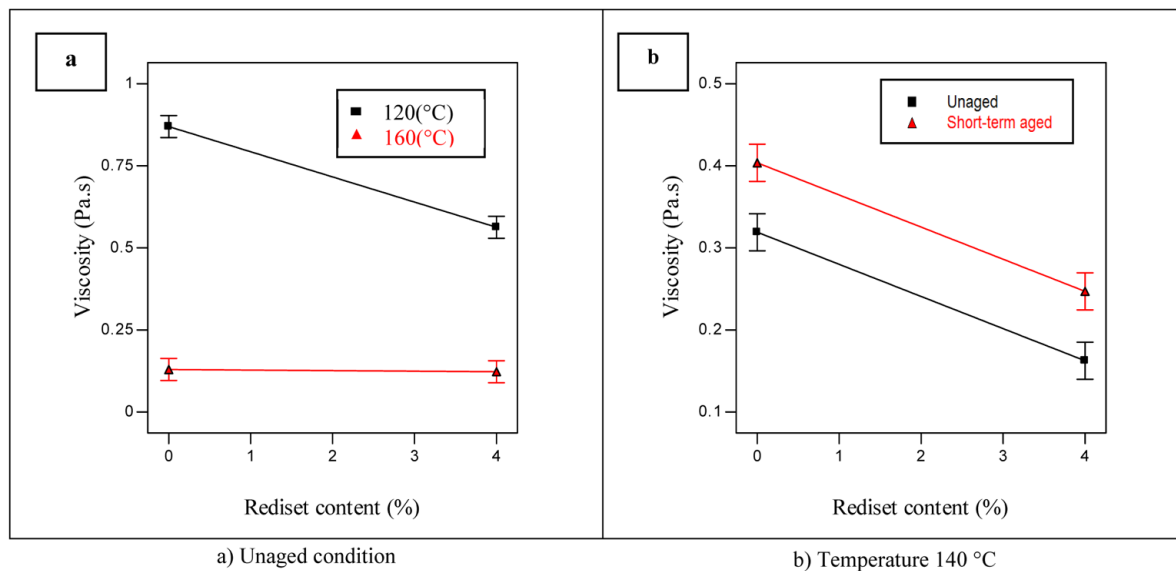 a
1
0.75
0.5
0.25
0
Viscosity (Pa.s)
120(°C)
160(°C)
0 1 2 3 4
Rediset content (%)
a) Unaged condition
b
0.5
0.4
0.3
0.2
0.1
Viscosity (Pa.s)
Unaged
Short-term aged
0 1 2 3 4
Rediset content (%)
b) Temperature 140 °C